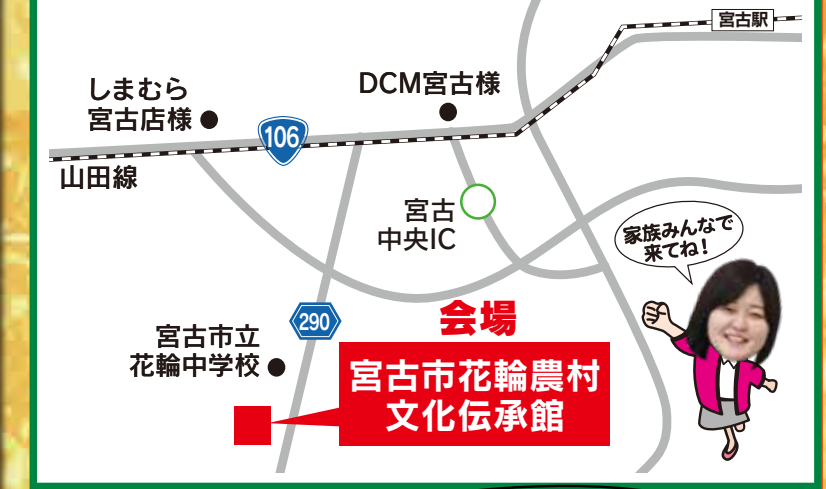 宮古駅
DCM宮古様
しまむら
宮古店様
106
山田線
宮古
中央IC
家族みんなで
来てね！
290
会場
宮古市立
花輪中学校
宮古市花輪農村
文化伝承館